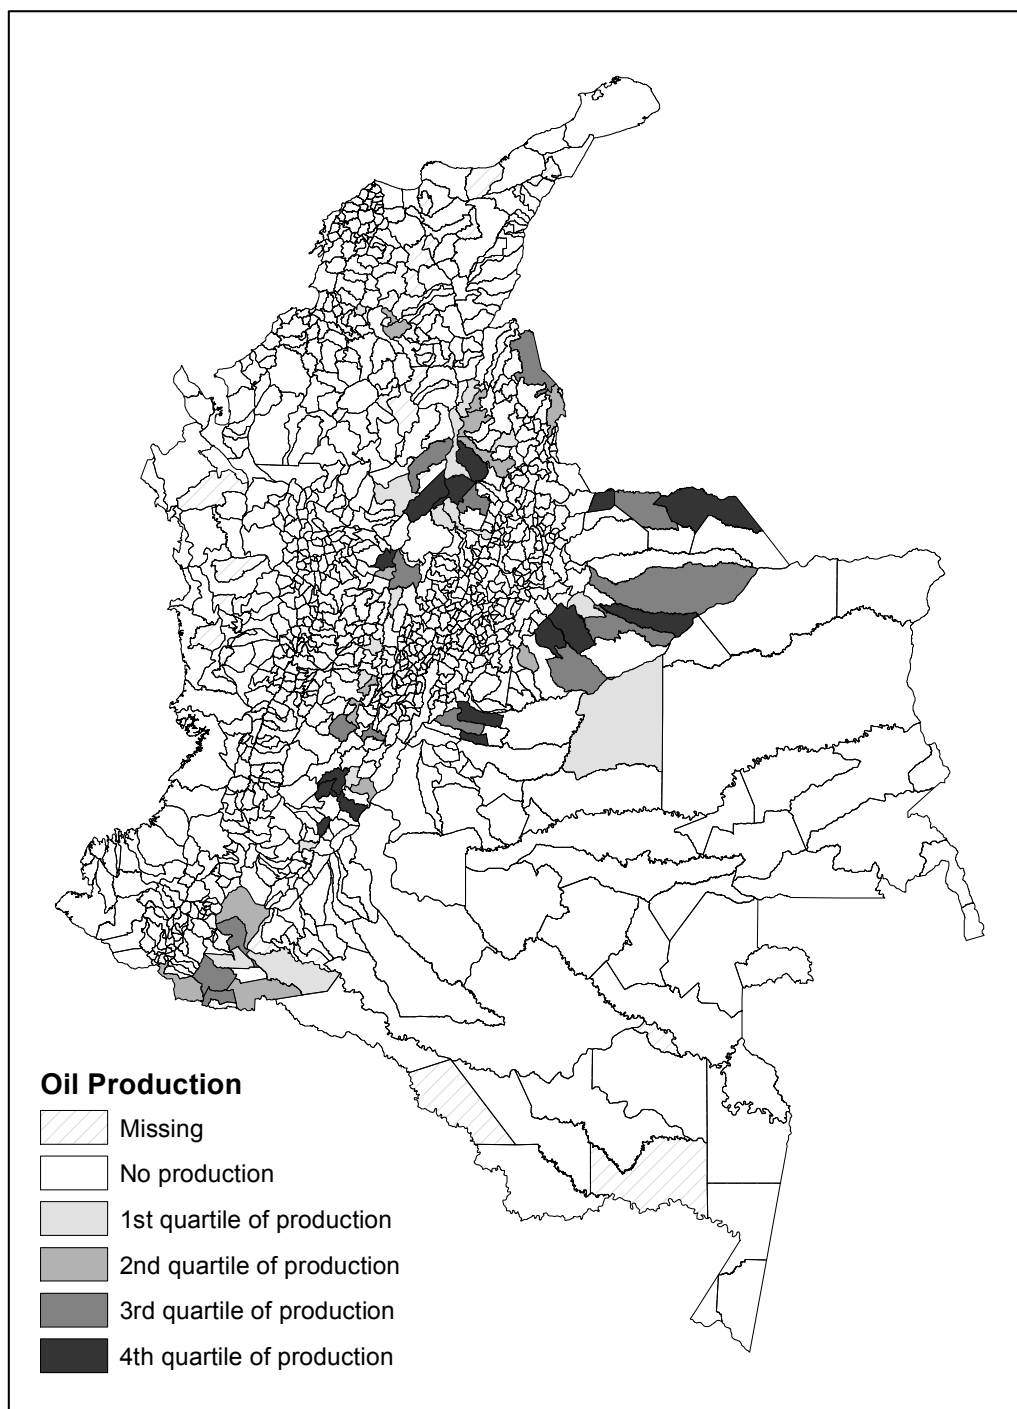 Oil Production
Missing
No production
1st quartile of production
2nd quartile of production
3rd quartile of production
4th quartile of production